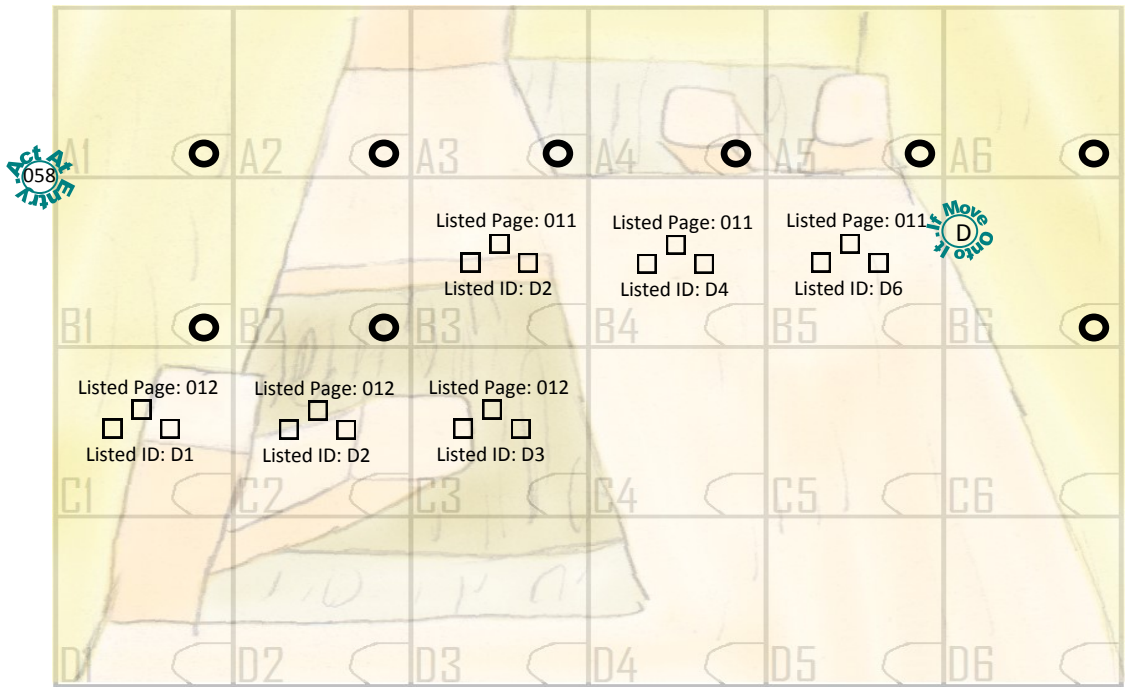 A1 A2 A3 A4 A5 A6
Act At Entry.
058
Listed Page: 011
Listed ID: D2
Listed Page: 011
Listed ID: D4
Listed Page: 011
Listed ID: D6
If Move Onto It.
D
B1 B2 B3 B4 B5 B6
Listed Page: 012
Listed ID: D1
Listed Page: 012
Listed ID: D2
Listed Page: 012
Listed ID: D3
C1 C2 C3 C4 C5 C6
D1 D2 D3 D4 D5 D6